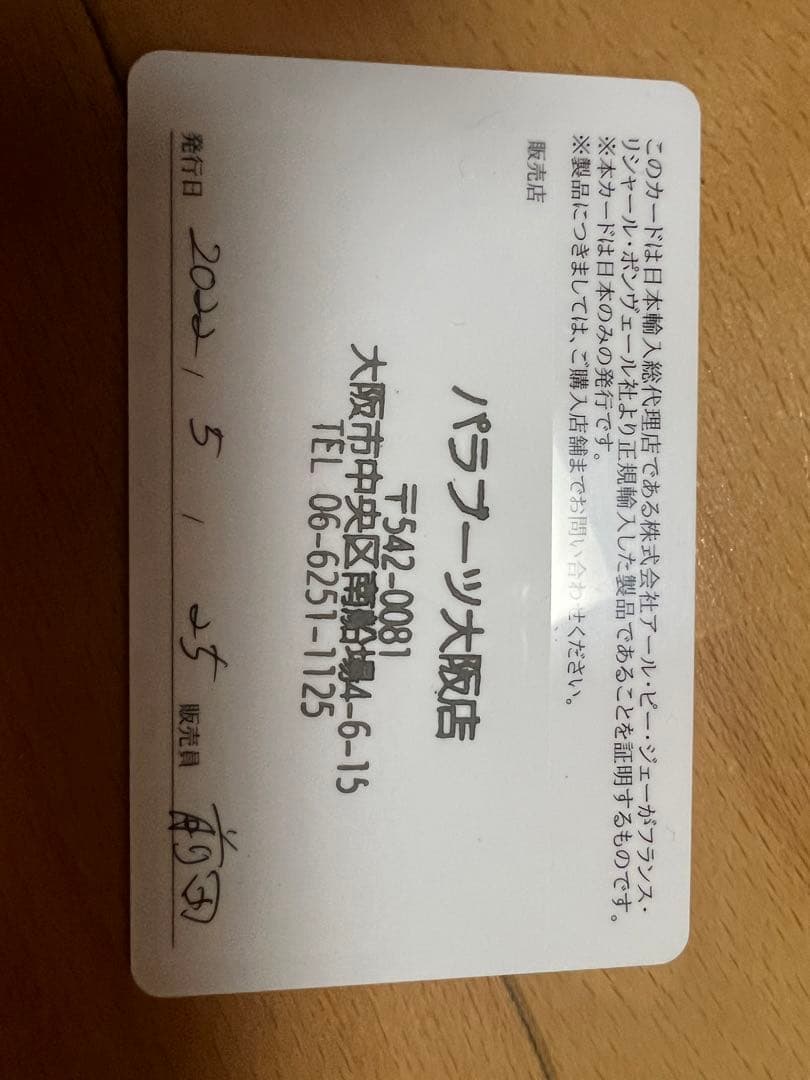 このカードは日本輸入総代理店である株式会社アール・ピー・ジェーがフランス・
リシャール・ポンヴェール社より正規輸入した製品であることを証明するものです。
※本カードは日本のみの発行です。
※製品につきましては、ご購入店舗までお問い合わせください。
販売店
パラブーツ大阪店
〒542-0081
大阪市中央区南船場4-6-15
TEL 06-6251-1125
発行日 2022 / 5 / 25 販売員 前田